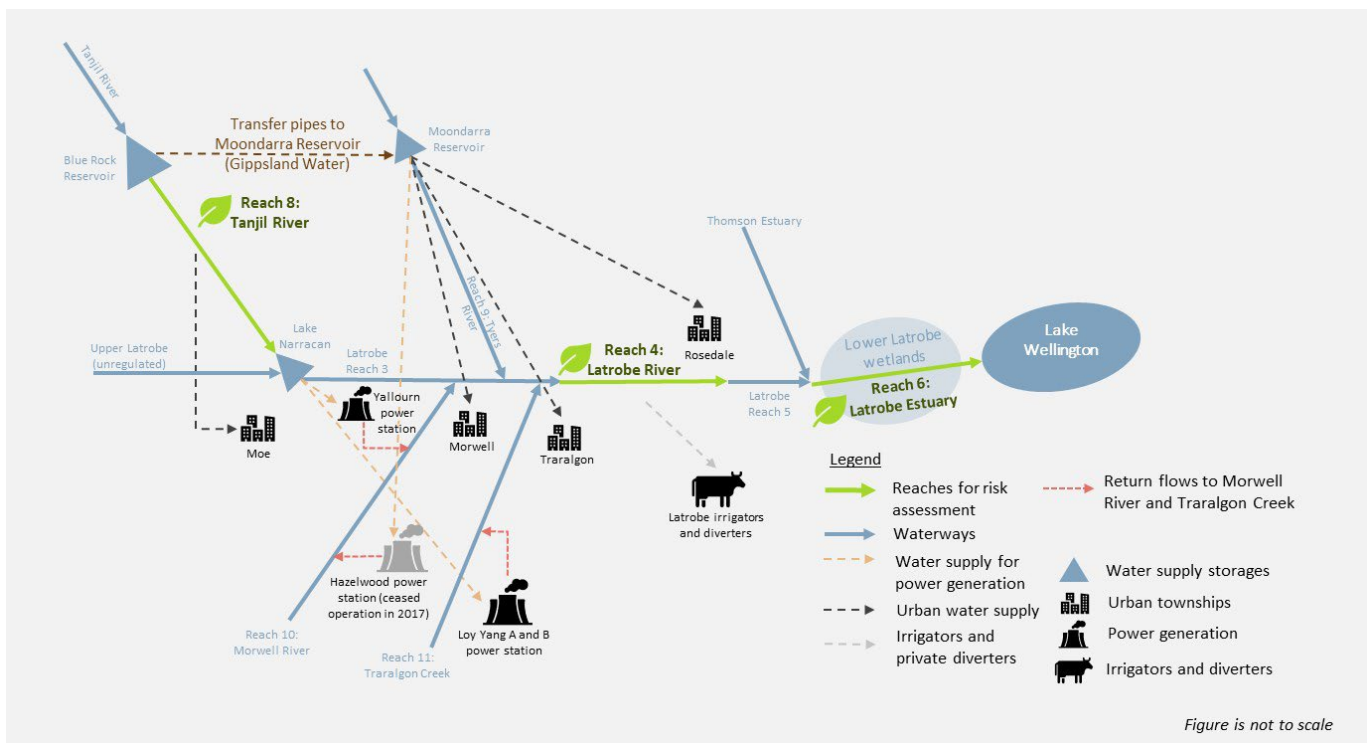 Tanjil River
Blue Rock
Reservoir
Transfer pipes to
Moondarra Reservoir
(Gippsland Water)
Moondarra
Reservoir
Reach 8:
Tanjil River
Thomson Estuary
Reach 9: Tyers
River
Upper Latrobe
(unregulated)
Lake
Narracan
Latrobe
Reach 3
Rosedale
Reach 4:
Latrobe River
Latrobe
Reach 5
Lower Latrobe
wetlands
Reach 6:
Latrobe Estuary
Lake
Wellington
Moe
Yallourn
power
station
Morwell
Traralgon
Latrobe irrigators
and diverters
Hazelwood power
station (ceased
operation in 2017)
Loy Yang A and B
power station
Reach 10:
Morwell River
Reach 11:
Traralgon Creek
Legend
Reaches for risk
assessment
Waterways
Water supply for
power generation
Urban water supply
Irrigators and
private diverters
Return flows to Morwell
River and Traralgon Creek
Water supply storages
Urban townships
Power generation
Irrigators and diverters
Figure is not to scale